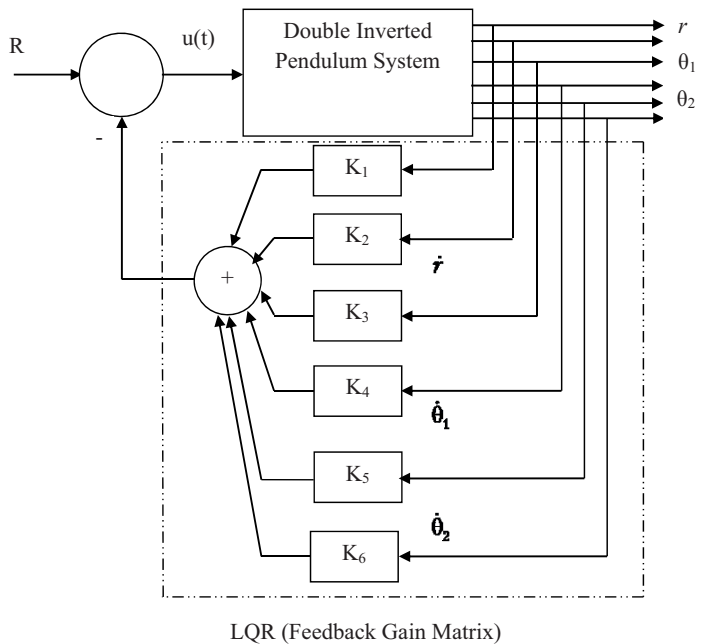 R
u(t)
Double Inverted
Pendulum System
r
θ₁
θ₂
-
K₁
K₂
ṙ
+
K₃
K₄
θ̇₁
K₅
θ̇₂
K₆
LQR (Feedback Gain Matrix)